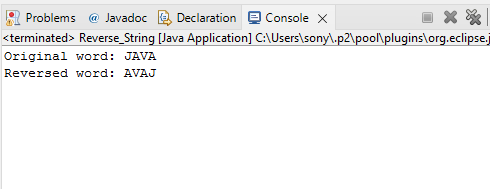 Problems @ Javadoc Declaration Console
<terminated> Reverse_String [Java Application] C:\Users\sony\.p2\pool\plugins\org.eclipse.j
Original word: JAVA
Reversed word: AVAJ